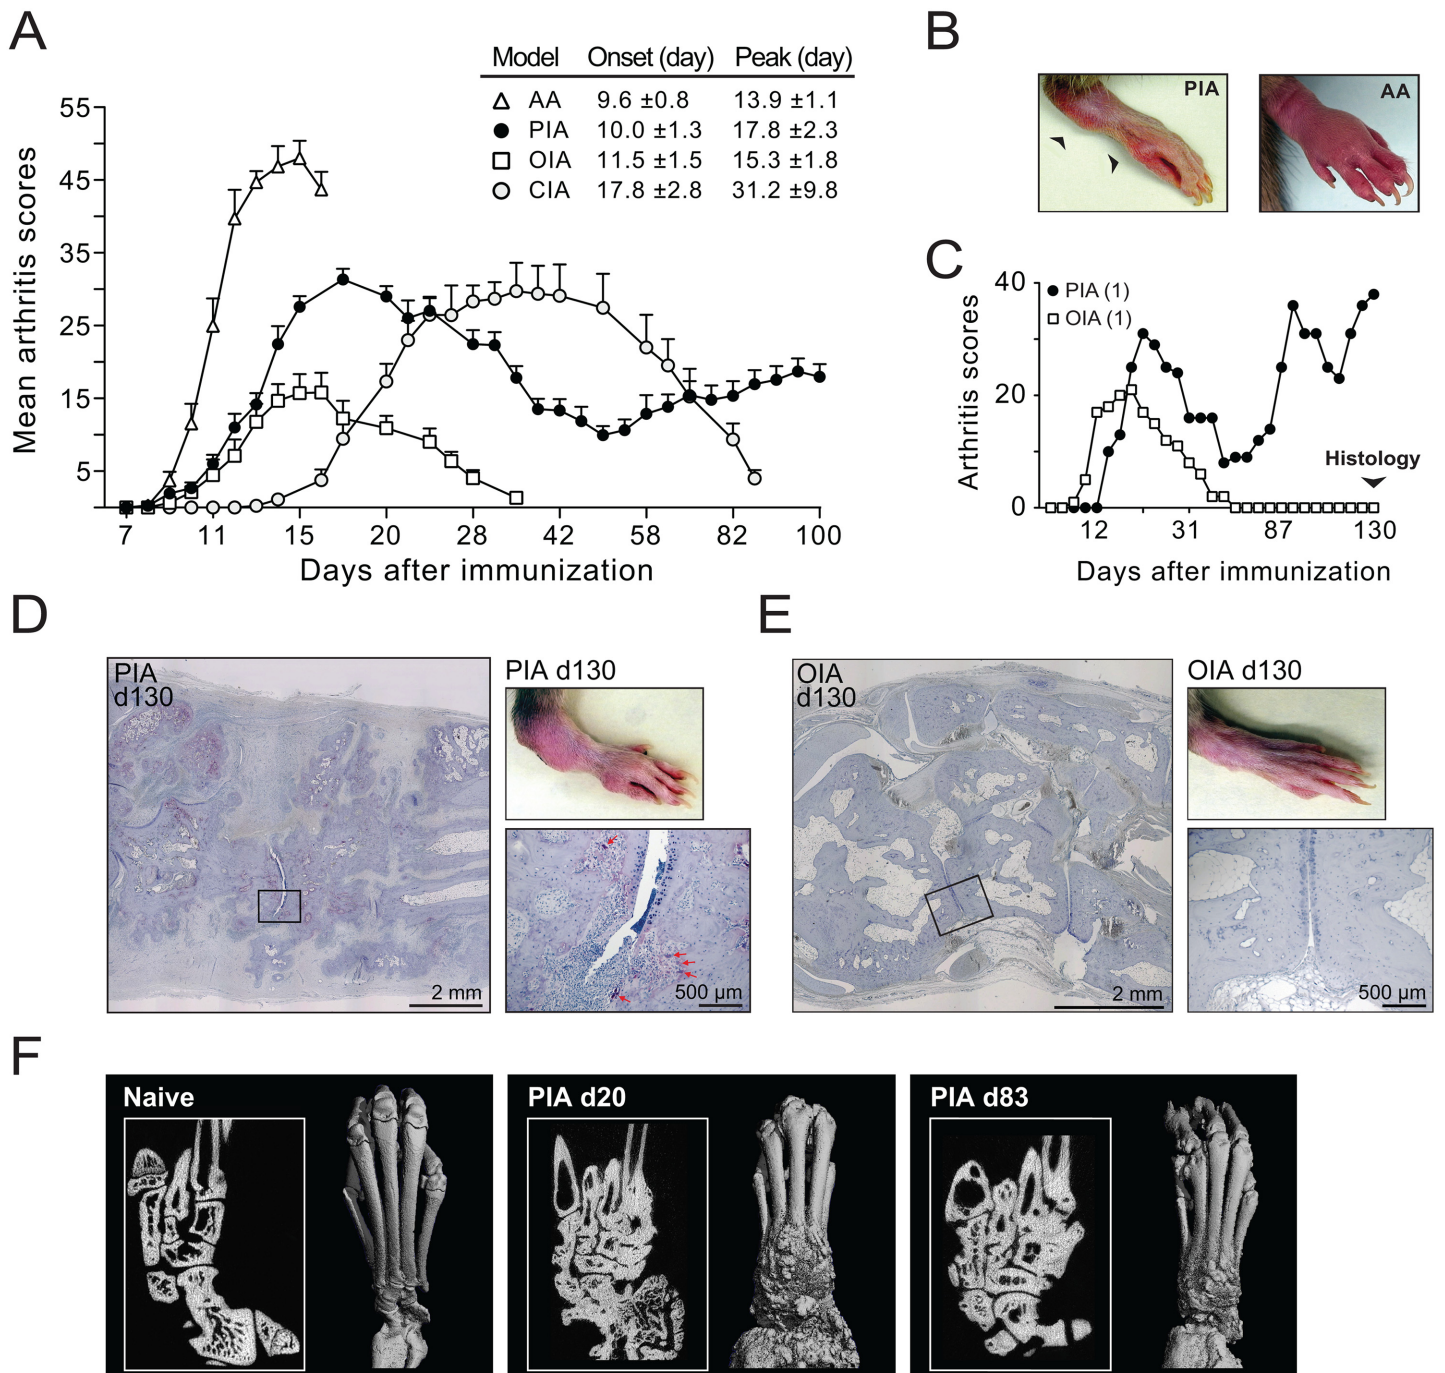 A
Model Onset (day) Peak (day)
AA 9.6 ±0.8 13.9 ±1.1
PIA 10.0 ±1.3 17.8 ±2.3
OIA 11.5 ±1.5 15.3 ±1.8
CIA 17.8 ±2.8 31.2 ±9.8
Mean arthritis scores
55
45
35
25
15
5
7 11 15 20 28 42 58 82 100
Days after immunization
B
PIA
AA
C
Arthritis scores
40
20
0
PIA (1)
OIA (1)
Histology
12 31 87 130
Days after immunization
D
PIA
d130
2 mm
PIA d130
500 µm
E
OIA
d130
2 mm
OIA d130
500 µm
F
Naive
PIA d20
PIA d83